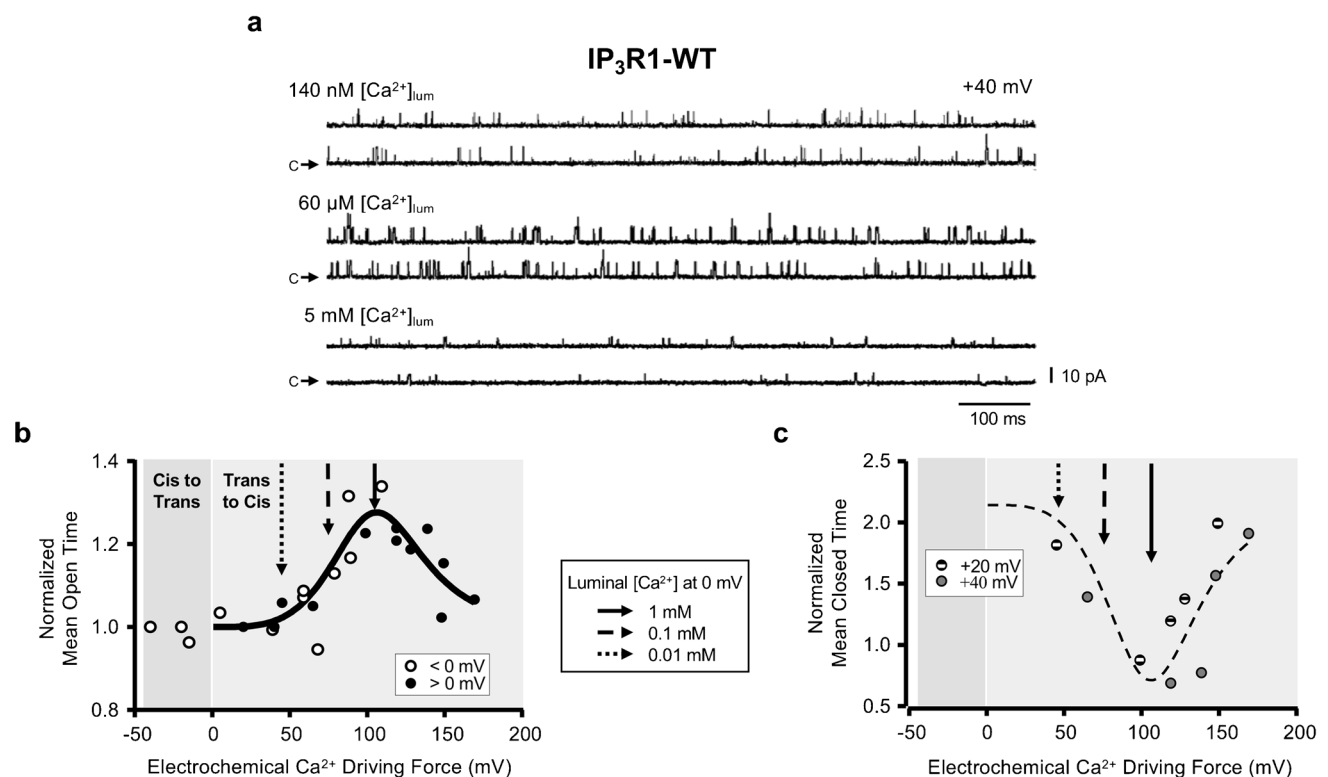 a
IP₃R1-WT
140 nM [Ca²⁺]lum
+40 mV
C
60 µM [Ca²⁺]lum
C
5 mM [Ca²⁺]lum
C
10 pA
100 ms
b
1.4
1.2
1.0
0.8
Normalized
Mean Open Time
Cis to
Trans
Trans
to Cis
< 0 mV
> 0 mV
-50
0
50
100
150
200
Electrochemical Ca²⁺ Driving Force (mV)
Luminal [Ca²⁺] at 0 mV
1 mM
0.1 mM
0.01 mM
c
2.5
2.0
1.5
1.0
0.5
Normalized
Mean Closed Time
+20 mV
+40 mV
-50
0
50
100
150
200
Electrochemical Ca²⁺ Driving Force (mV)